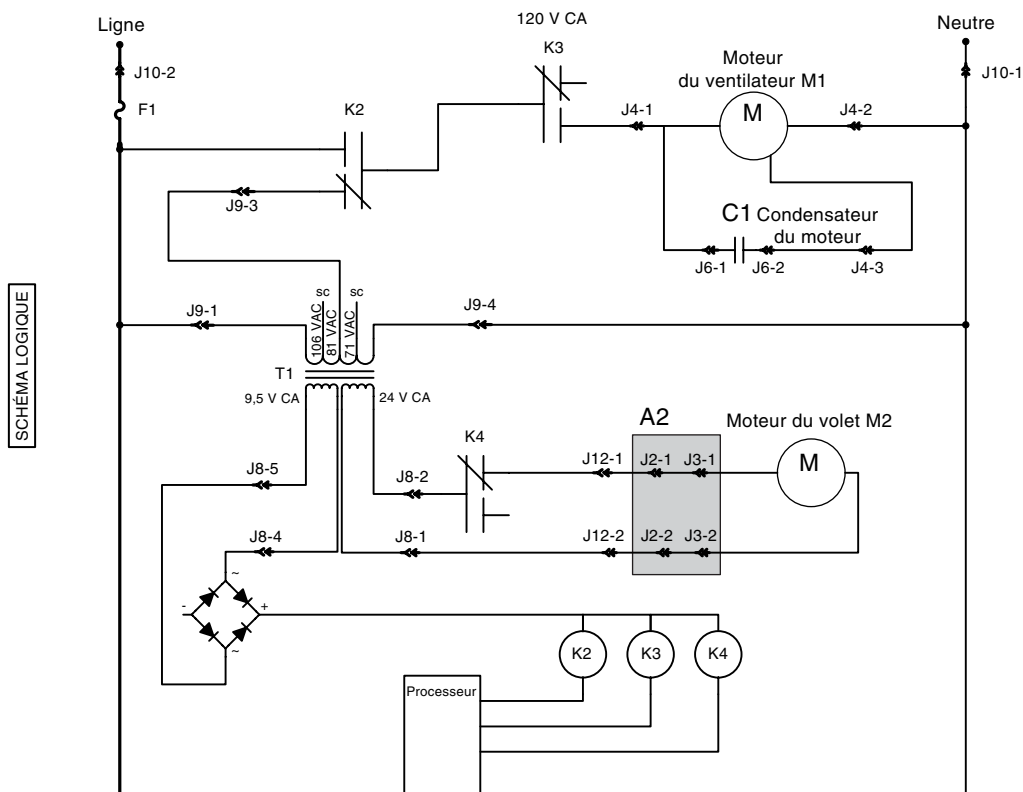 120 V CA
Ligne
Neutre
J10-2
K3
Moteur
du ventilateur M1
J10-1
F1
K2
J4-1
M
J4-2
J9-3
C1 Condensateur
du moteur
J6-1
J6-2
J4-3
SCHÉMA LOGIQUE
J9-1
106 VAC
sc
81 VAC
71 VAC
sc
J9-4
T1
9,5 V CA
24 V CA
A2
Moteur du volet M2
K4
J8-5
J8-2
J12-1
J2-1
J3-1
M
J8-4
J8-1
J12-2
J2-2
J3-2
~
-
+
~
K2
K3
K4
Processeur